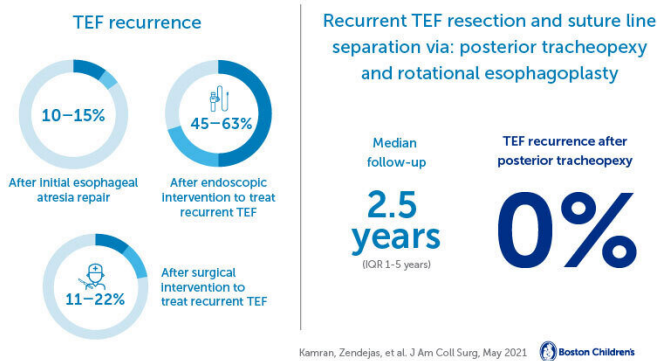 TEF recurrence
10–15%
After initial esophageal
atresia repair
45–63%
After endoscopic
intervention to treat
recurrent TEF
11–22%
After surgical
intervention to
treat recurrent TEF
Recurrent TEF resection and suture line
separation via: posterior tracheopexy
and rotational esophagoplasty
Median
follow-up
2.5
years
(IQR 1-5 years)
TEF recurrence after
posterior tracheopexy
0%
Kamran, Zendejas, et al. J Am Coll Surg, May 2021
Boston Children's